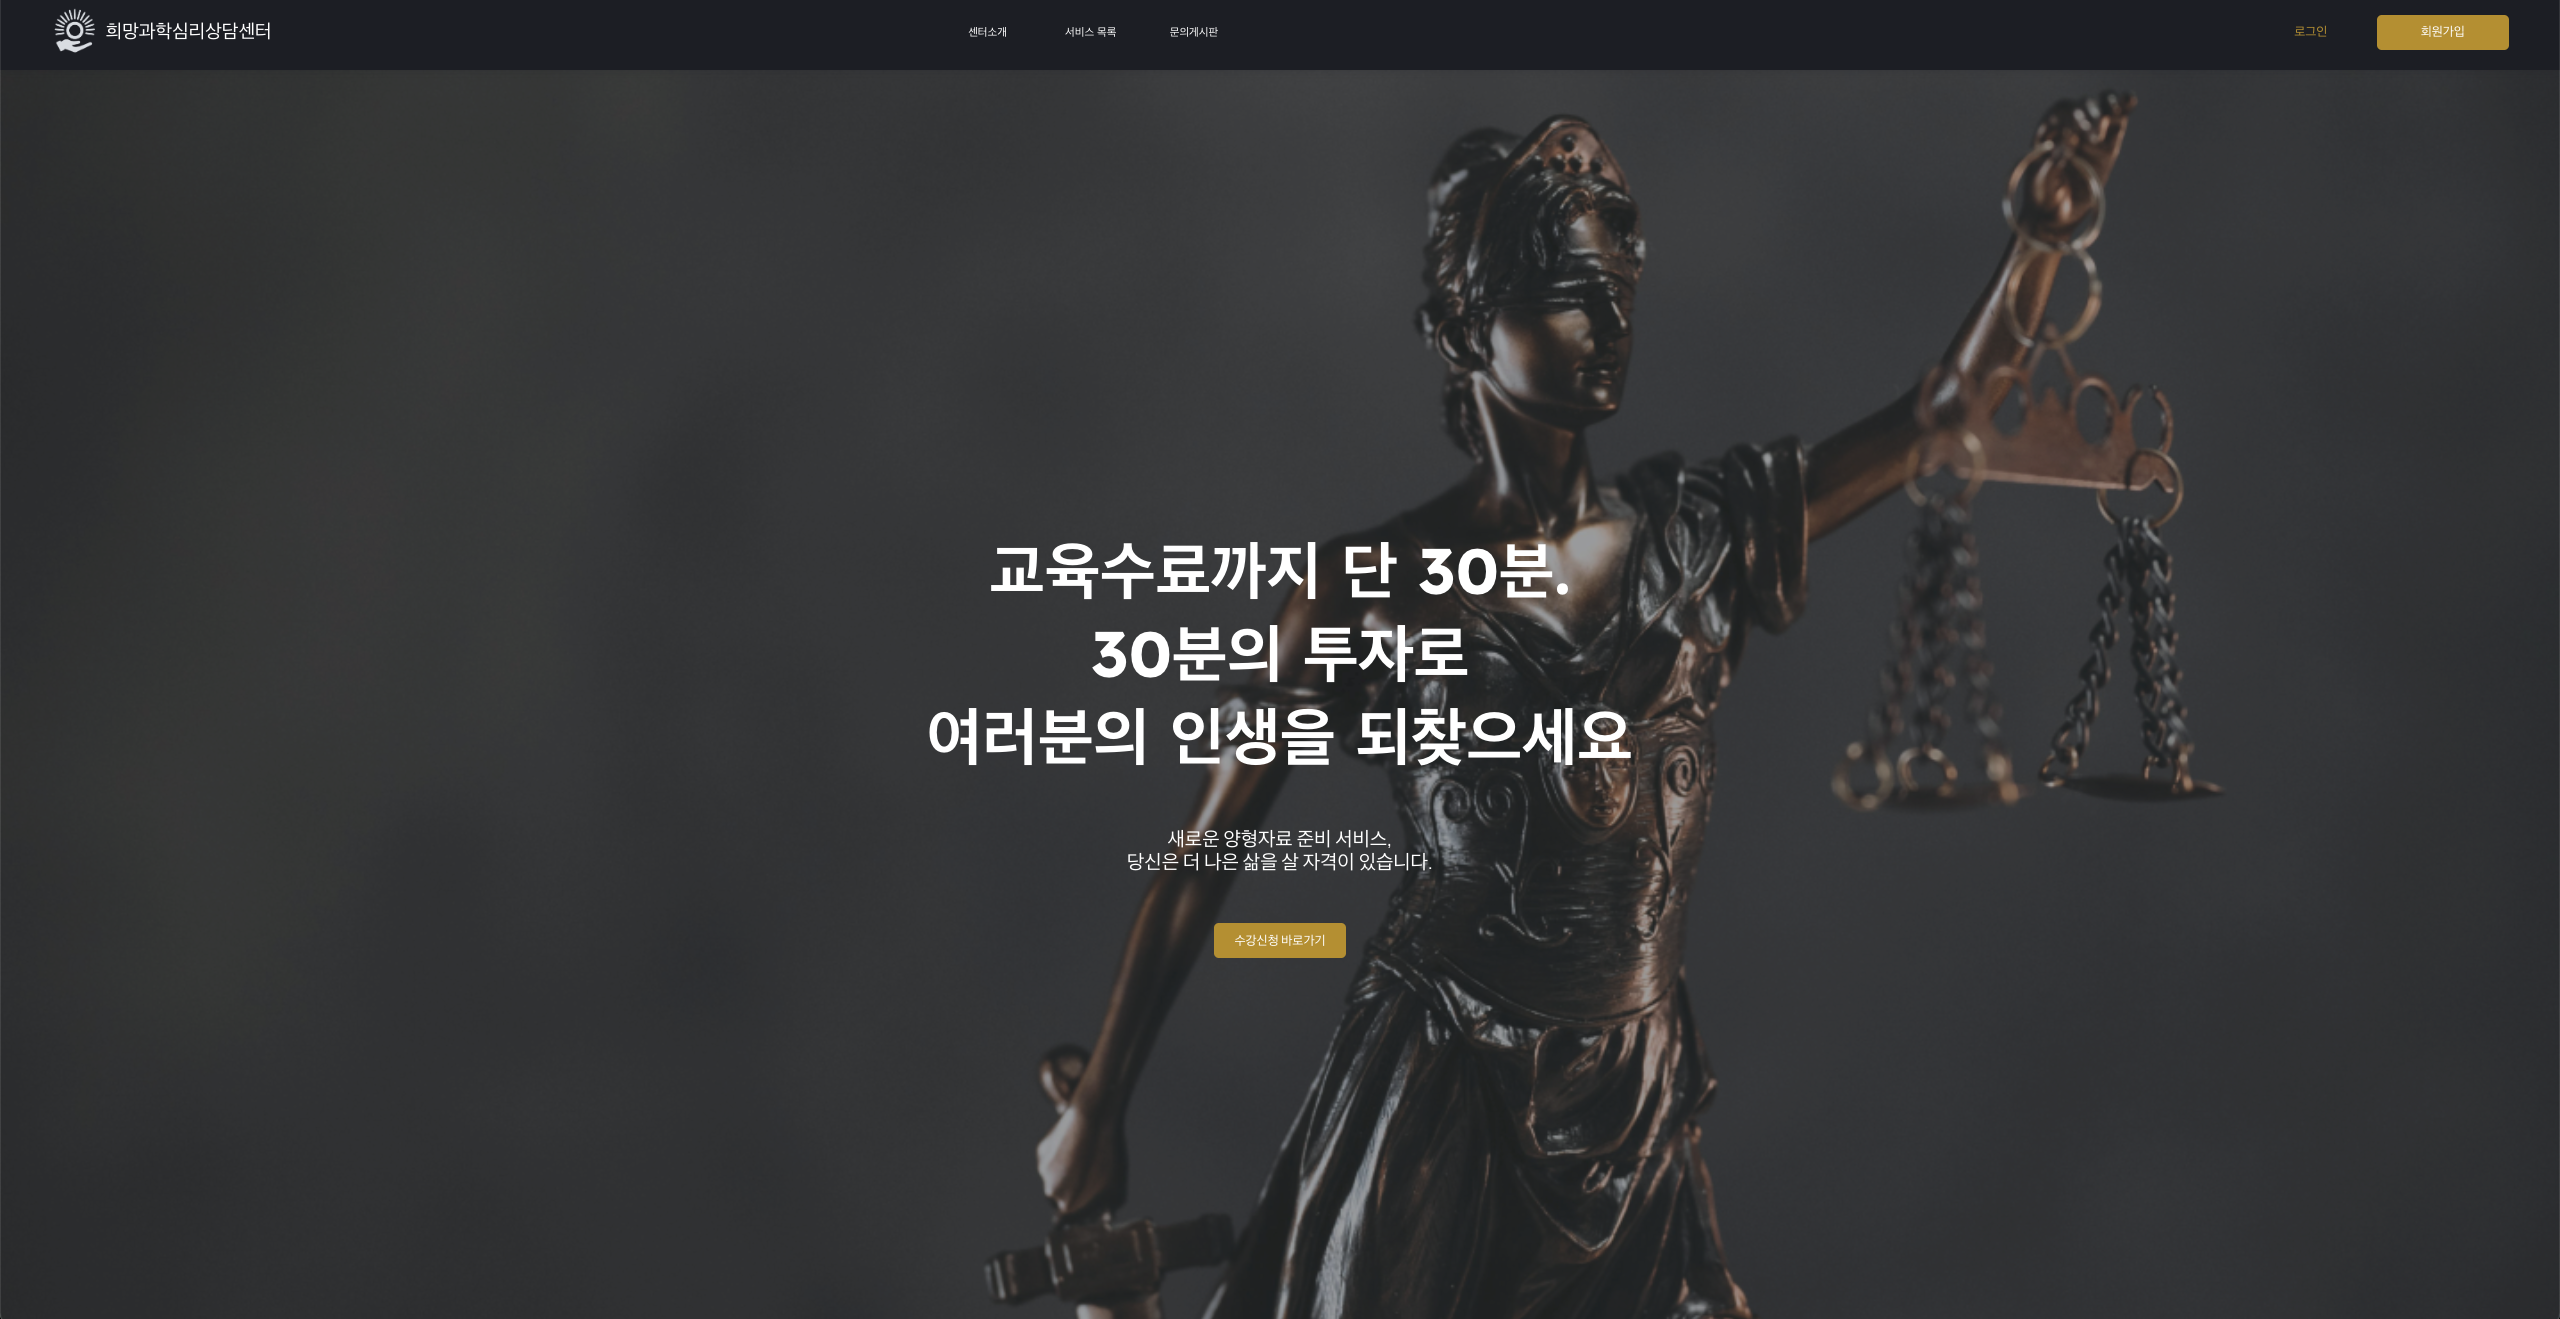 희망과학심리상담센터
센터소개
서비스 목록
문의게시판
로그인
회원가입
교육수료까지 단 30분.
30분의 투자로
여러분의 인생을 되찾으세요
새로운 양형자료 준비 서비스,
당신은 더 나은 삶을 살 자격이 있습니다.
수강신청 바로가기